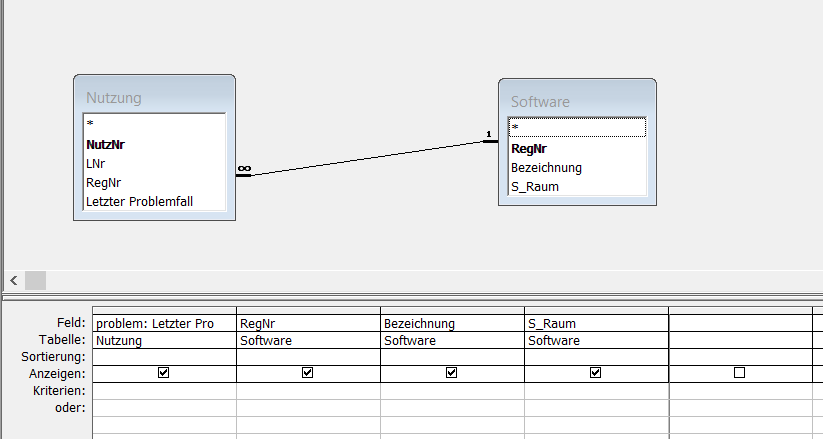 Nutzung
*
NutzNr
LNr
RegNr
Letzter Problemfall
∞
1
Software
*
RegNr
Bezeichnung
S_Raum
Feld: problem: Letzter Pro RegNr Bezeichnung S_Raum
Tabelle: Nutzung Software Software Software
Sortierung:
Anzeigen:
Kriterien:
oder: